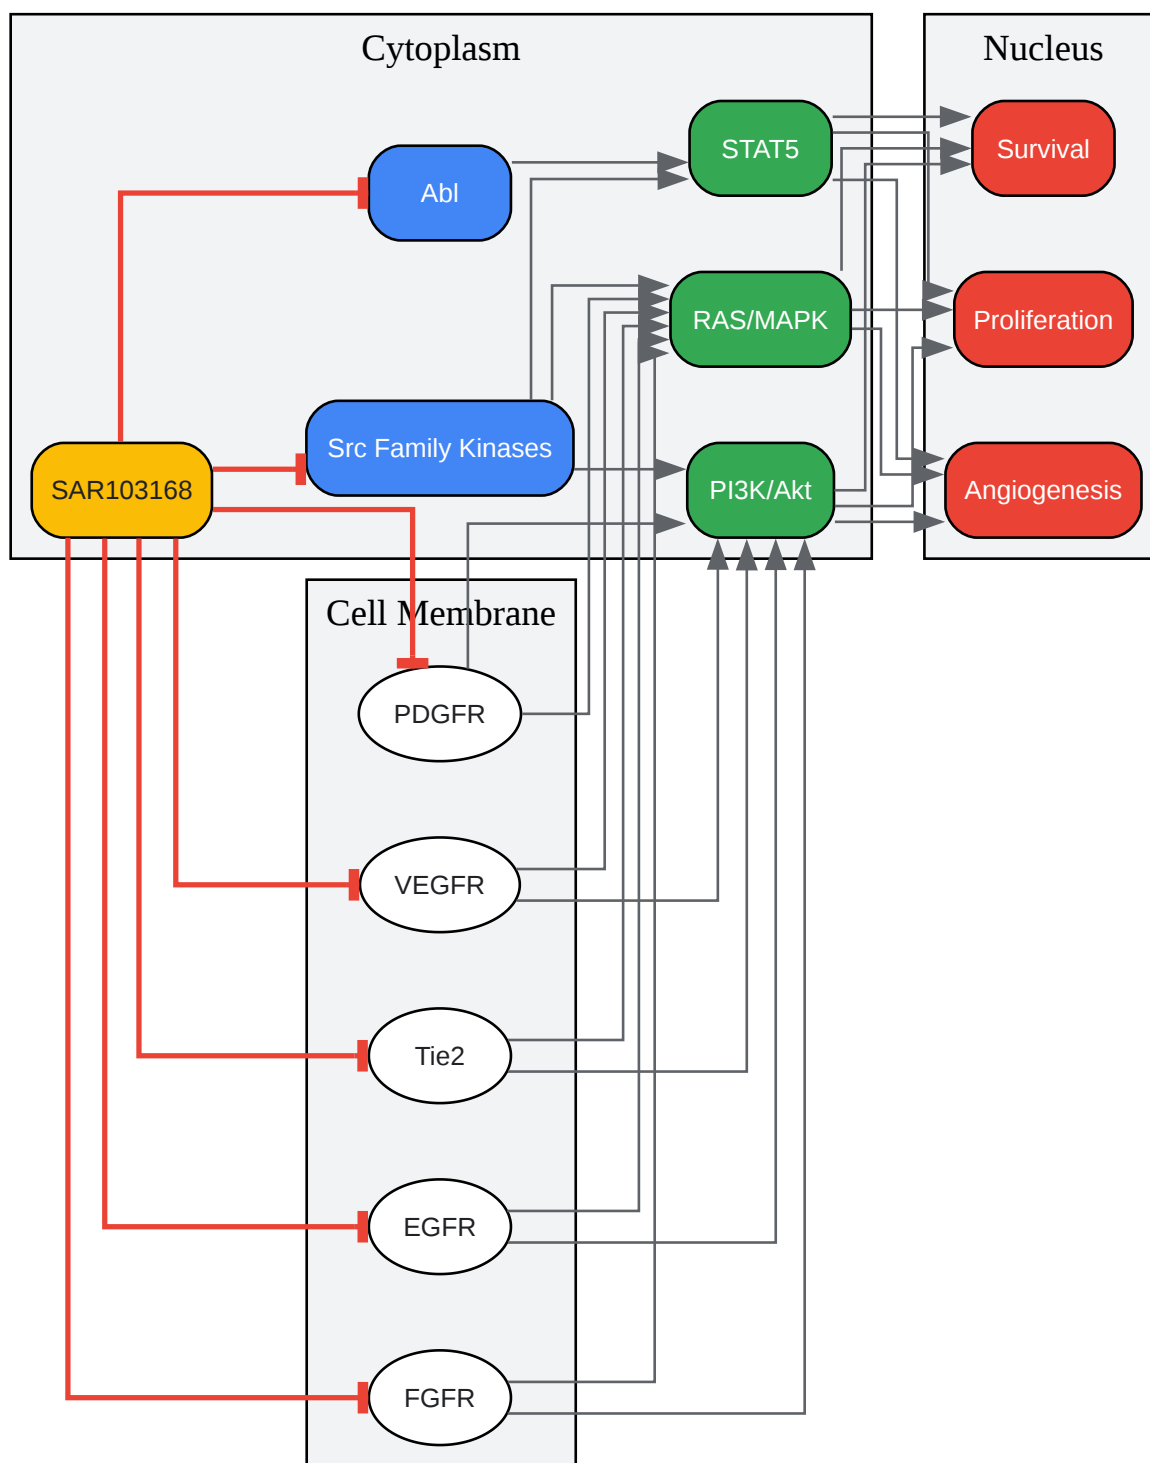 Cytoplasm
Nucleus
STAT5
Survival
Abl
RAS/MAPK
Proliferation
Src Family Kinases
SAR103168
PI3K/Akt
Angiogenesis
Cell Membrane
PDGFR
VEGFR
Tie2
EGFR
FGFR